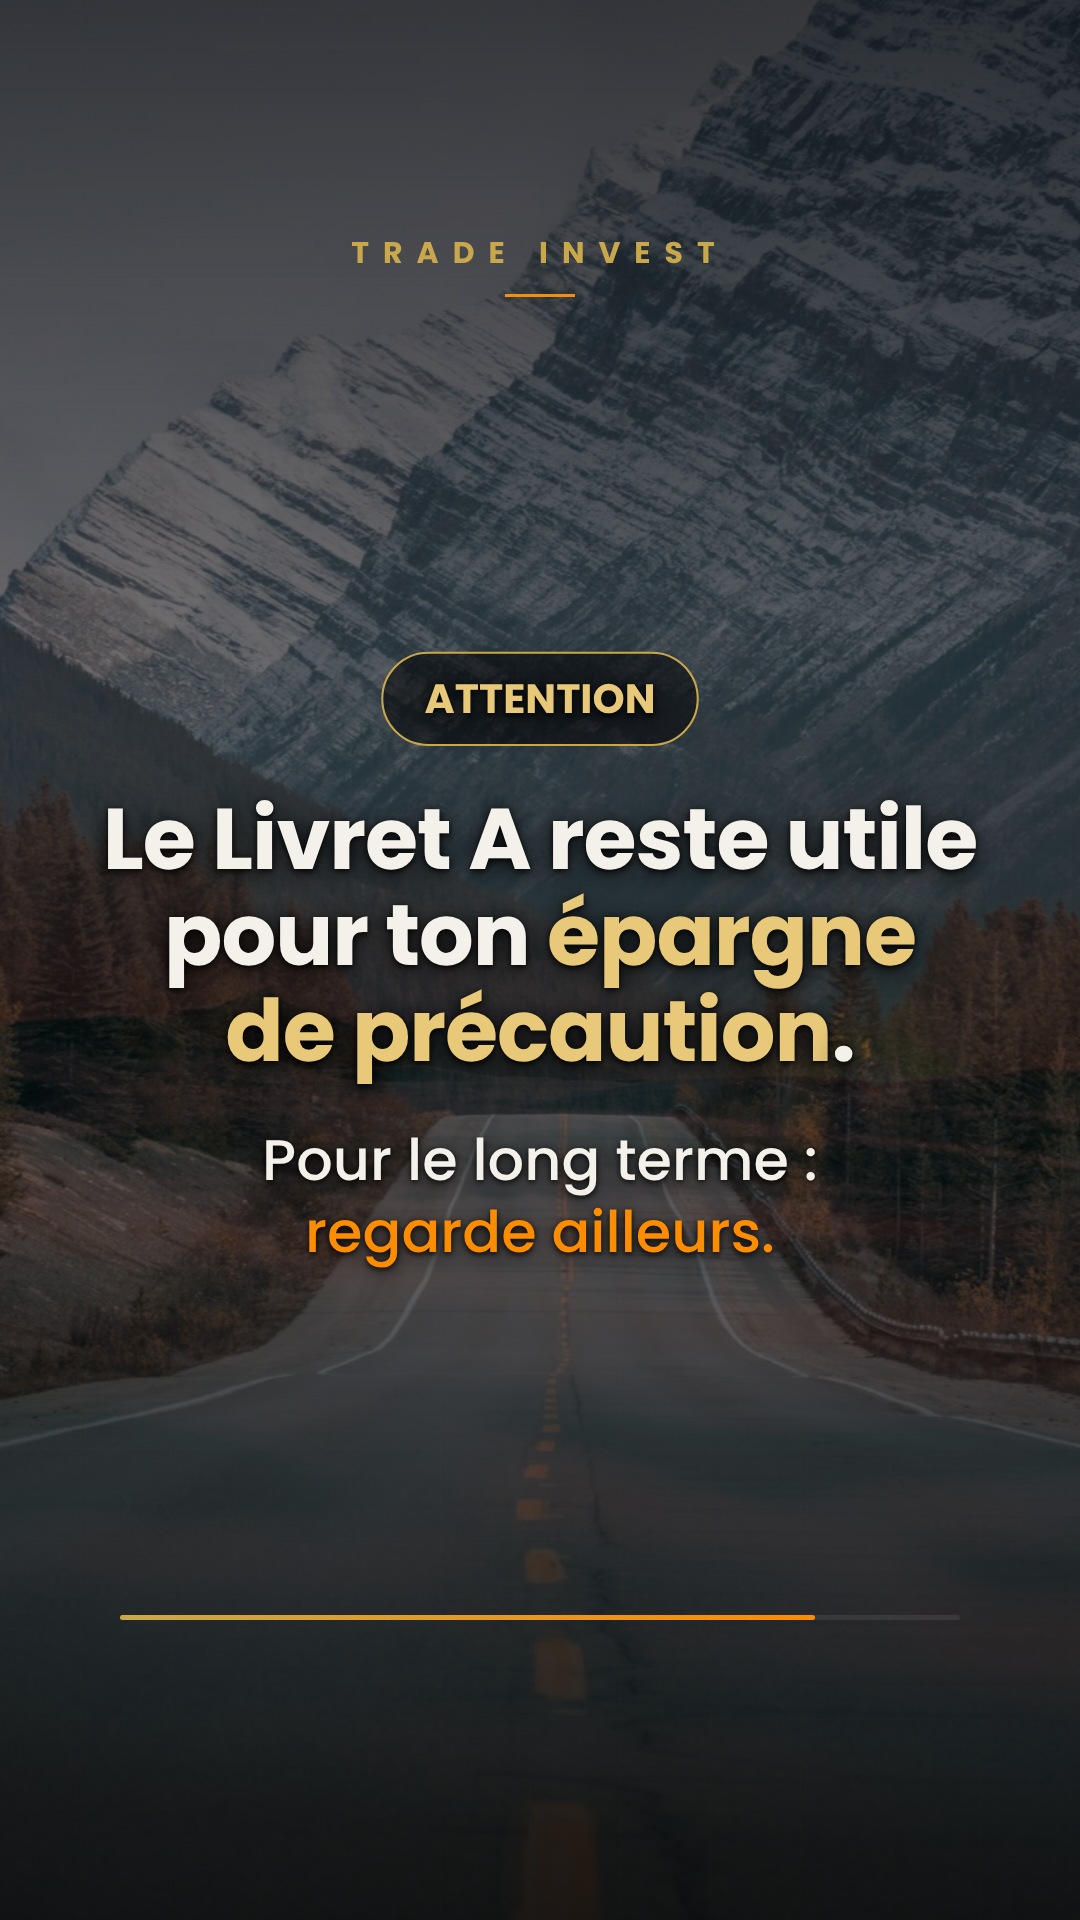 TRADE INVEST
ATTENTION
Le Livret A reste utile
pour ton épargne
de précaution.
Pour le long terme :
regarde ailleurs.